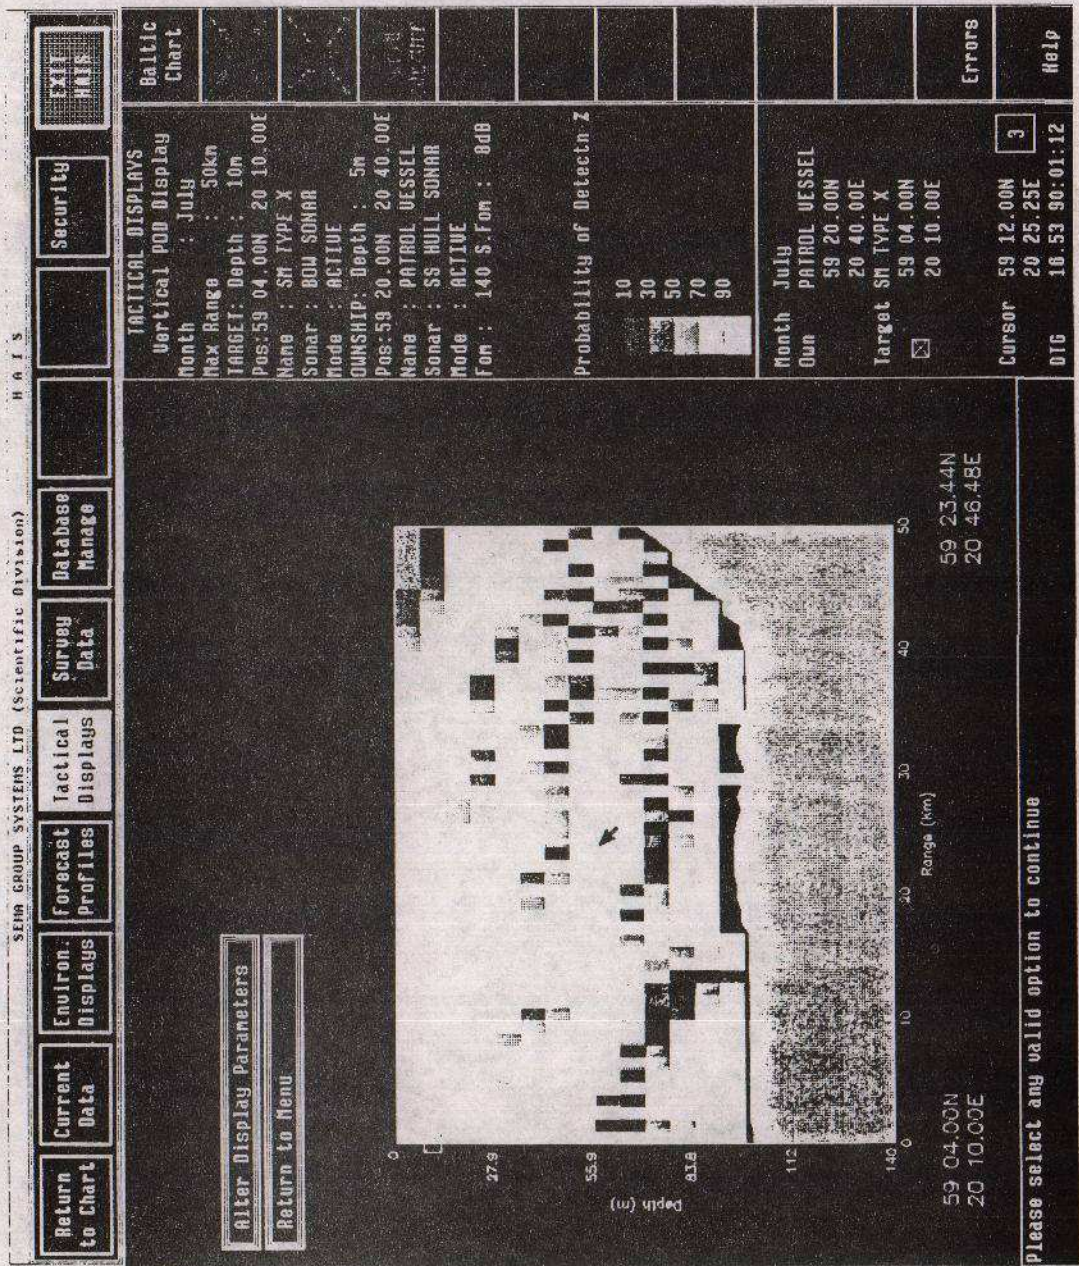 SEMA GROUP SYSTEMS LTD (Scientific Division) H A I S
Return
to Chart
Current
Data
Environ.
Displays
Forecast
Profiles
Tactical
Displays
Survey
Data
Database
Manage
Security
EXIT
HAIS
Alter Display Parameters
Return to Menu
0
27.9
55.9
83.8
112
140
Depth (m)
0
10
20
30
40
50
Range (km)
59 04.00N
20 10.00E
59 23.44N
20 46.48E
TACTICAL DISPLAYS
Vertical POD Display
Month : July
Max Range : 50km
TARGET: Depth : 10m
Pos:59 04.00N 20 10.00E
Name : SM TYPE X
Sonar : BOW SONAR
Mode : ACTIVE
OWNSHIP: Depth : 5m
Pos:59 20.00N 20 40.00E
Name : PATROL VESSEL
Sonar : SS HULL SONAR
Mode : ACTIVE
Fom : 140 S.Fom : 8dB
Probability of Detectn %
10
30
50
70
90
Month July
Own PATROL VESSEL
59 20.00N
20 40.00E
Target SM TYPE X
59 04.00N
20 10.00E
Cursor 59 12.00N
20 25.25E
3
DTG 16.53 90:01:12
Baltic
Chart
Errors
Help
Please select any valid option to continue